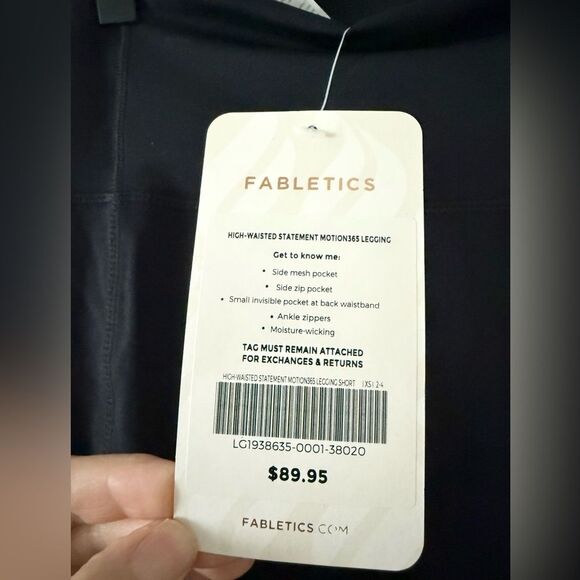 FABLETICS
HIGH-WAISTED STATEMENT MOTION365 LEGGING
Get to know me:
• Side mesh pocket
• Side zip pocket
• Small invisible pocket at back waistband
• Ankle zippers
• Moisture-wicking
TAG MUST REMAIN ATTACHED
FOR EXCHANGES & RETURNS
HIGH-WAISTED STATEMENT MOTION365 LEGGING SHORT (XS) 2-4
LG1938635-0001-38020
$89.95
FABLETICS.COM